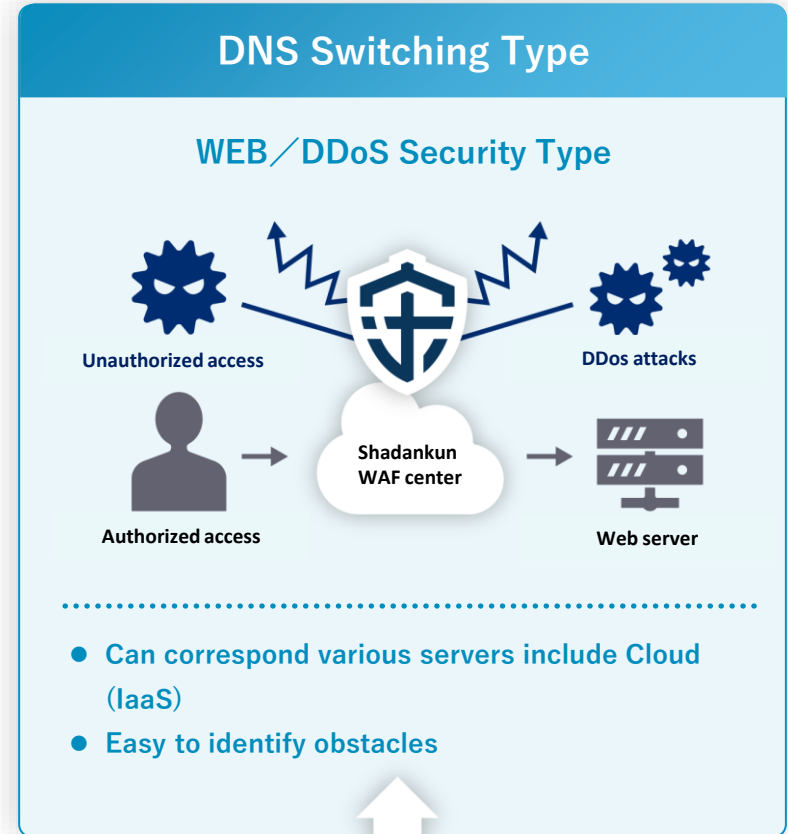 DNS Switching Type
WEB／DDoS Security Type
Unauthorized access
DDos attacks
Shadankun
WAF center
Authorized access
Web server
● Can correspond various servers include Cloud
(IaaS)
● Easy to identify obstacles